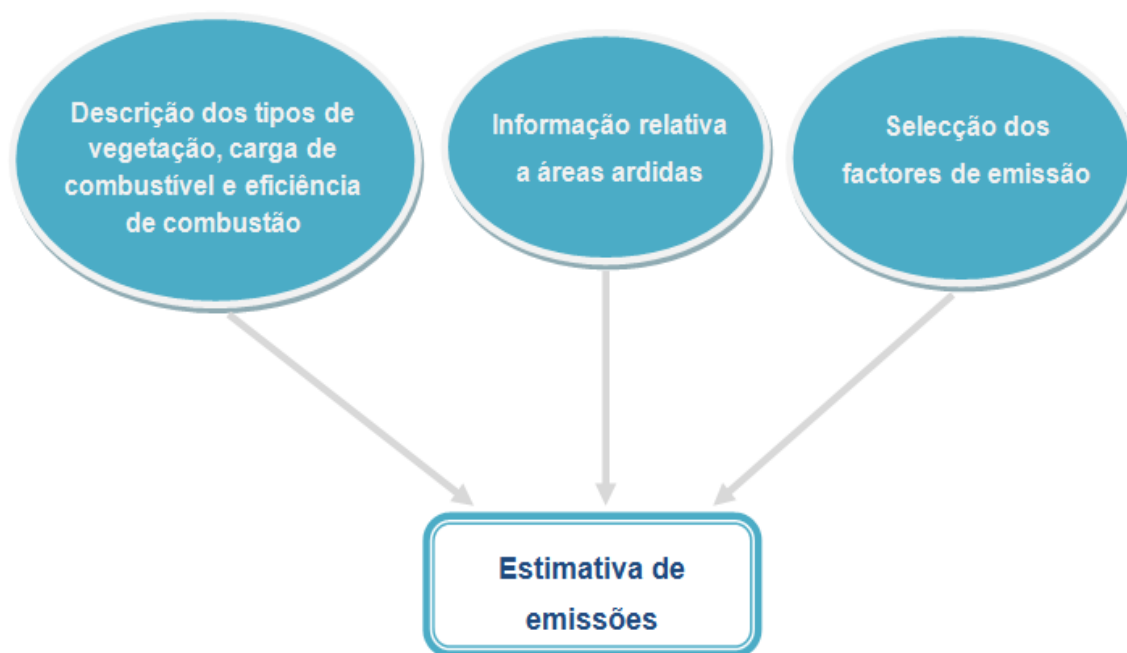 Descrição dos tipos de
vegetação, carga de
combustível e eficiência
de combustão
Informação relativa
a áreas ardidas
Selecção dos
factores de emissão
Estimativa de
emissões